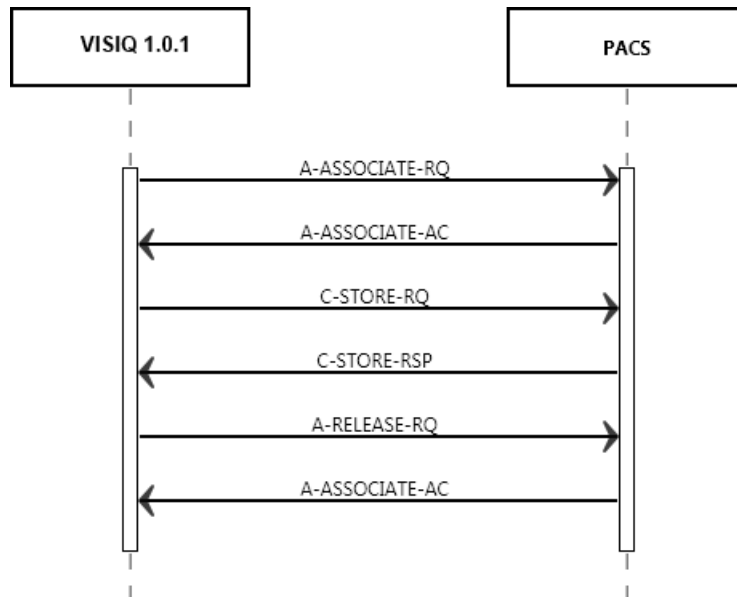 VISIQ 1.0.1
PACS
A-ASSOCIATE-RQ
A-ASSOCIATE-AC
C-STORE-RQ
C-STORE-RSP
A-RELEASE-RQ
A-ASSOCIATE-AC